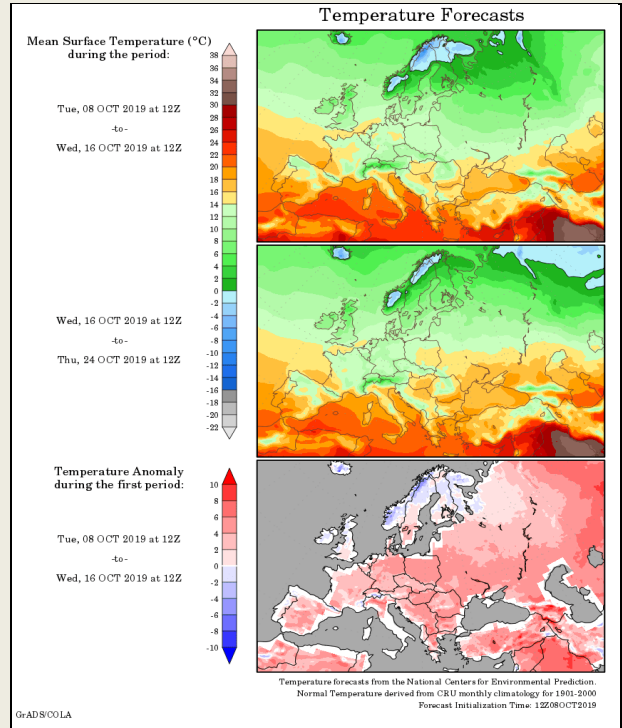 Temperature Forecasts
Mean Surface Temperature (°C)
during the period:
Tue, 08 OCT 2019 at 12Z
-to-
Wed, 16 OCT 2019 at 12Z
38
36
34
32
30
28
26
24
22
20
18
16
14
12
10
8
6
4
2
0
-2
-4
-6
-8
-10
-12
-14
-16
-18
-20
-22
Wed, 16 OCT 2019 at 12Z
-to-
Thu, 24 OCT 2019 at 12Z
Temperature Anomaly
during the first period:
Tue, 08 OCT 2019 at 12Z
-to-
Wed, 16 OCT 2019 at 12Z
10
8
6
4
2
0
-2
-4
-6
-8
-10
Temperature forecasts from the National Centers for Environmental Prediction.
Normal Temperature derived from CRU monthly climatology for 1901-2000
Forecast Initialization Time: 12Z08OCT2019
GrADS/COLA